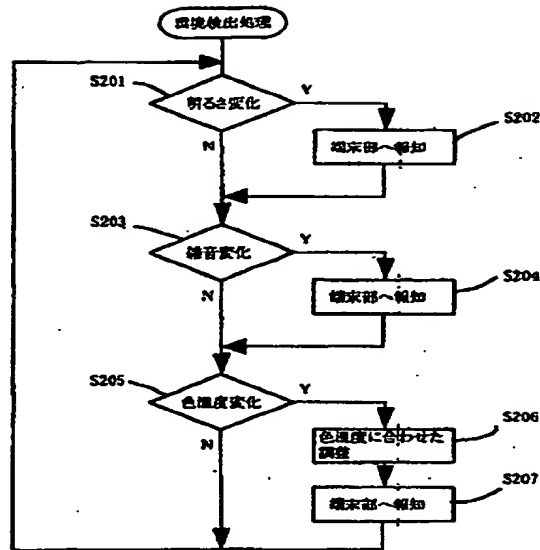 環境検出処理
S201
明るさ変化
Y
S202
端末部へ報知
N
S203
雑音変化
Y
S204
端末部へ報知
N
S205
色温度変化
Y
S206
色温度に合わせた
調整
N
S207
端末部へ報知